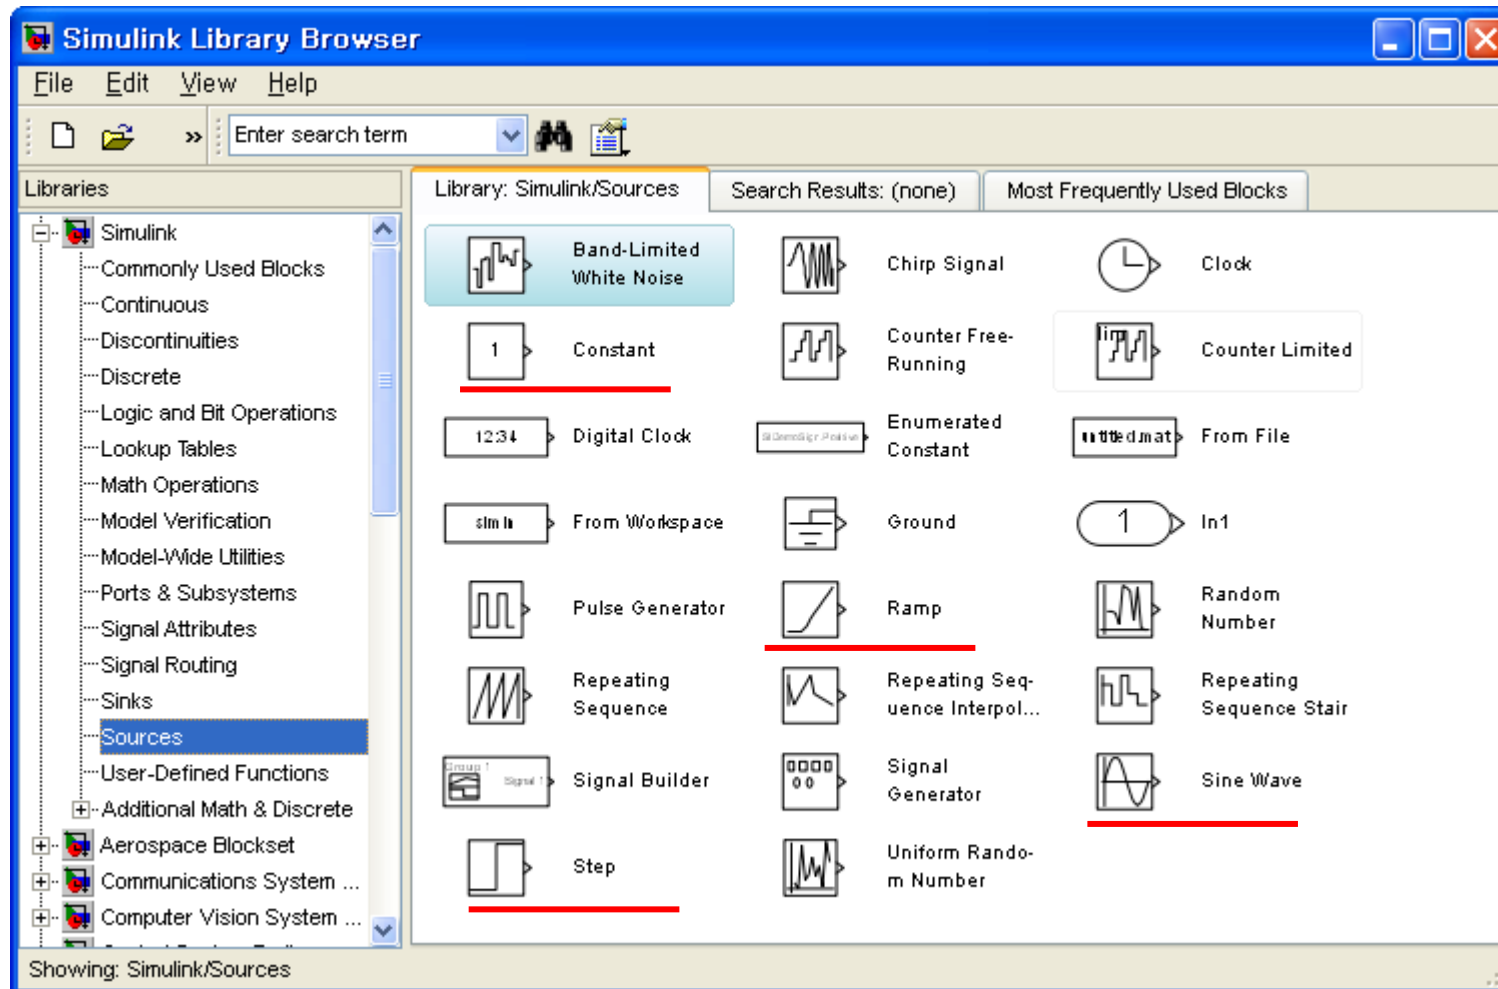 Simulink Library Browser
File Edit View Help
» Enter search term
Libraries
Library: Simulink/Sources Search Results: (none) Most Frequently Used Blocks
Simulink
Commonly Used Blocks
Continuous
Discontinuities
Discrete
Logic and Bit Operations
Lookup Tables
Math Operations
Model Verification
Model-Wide Utilities
Ports & Subsystems
Signal Attributes
Signal Routing
Sinks
Sources
User-Defined Functions
Additional Math & Discrete
Aerospace Blockset
Communications System ...
Computer Vision System ...
Band-Limited
White Noise
Chirp Signal
Clock
1 Constant
Counter Free-
Running
lim Counter Limited
12:34 Digital Clock
Enumerated
Constant
untitled.mat From File
simin From Workspace
Ground
1 In1
Pulse Generator
Ramp
Random
Number
Repeating
Sequence
Repeating Seq-
uence Interpol...
Repeating
Sequence Stair
Group 1
Signal 1 Signal Builder
Signal
Generator
Sine Wave
Step
Uniform Rando-
m Number
Showing: Simulink/Sources